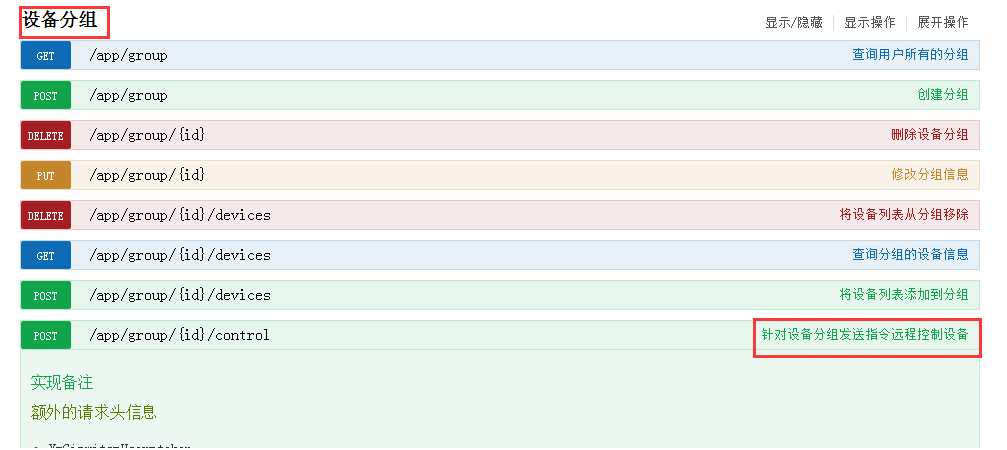 设备分组
显示/隐藏 显示操作 展开操作
GET /app/group 查询用户所有的分组
POST /app/group 创建分组
DELETE /app/group/{id} 删除设备分组
PUT /app/group/{id} 修改分组信息
DELETE /app/group/{id}/devices 将设备列表从分组移除
GET /app/group/{id}/devices 查询分组的设备信息
POST /app/group/{id}/devices 将设备列表添加到分组
POST /app/group/{id}/control 针对设备分组发送指令远程控制设备
实现备注
额外的请求头信息